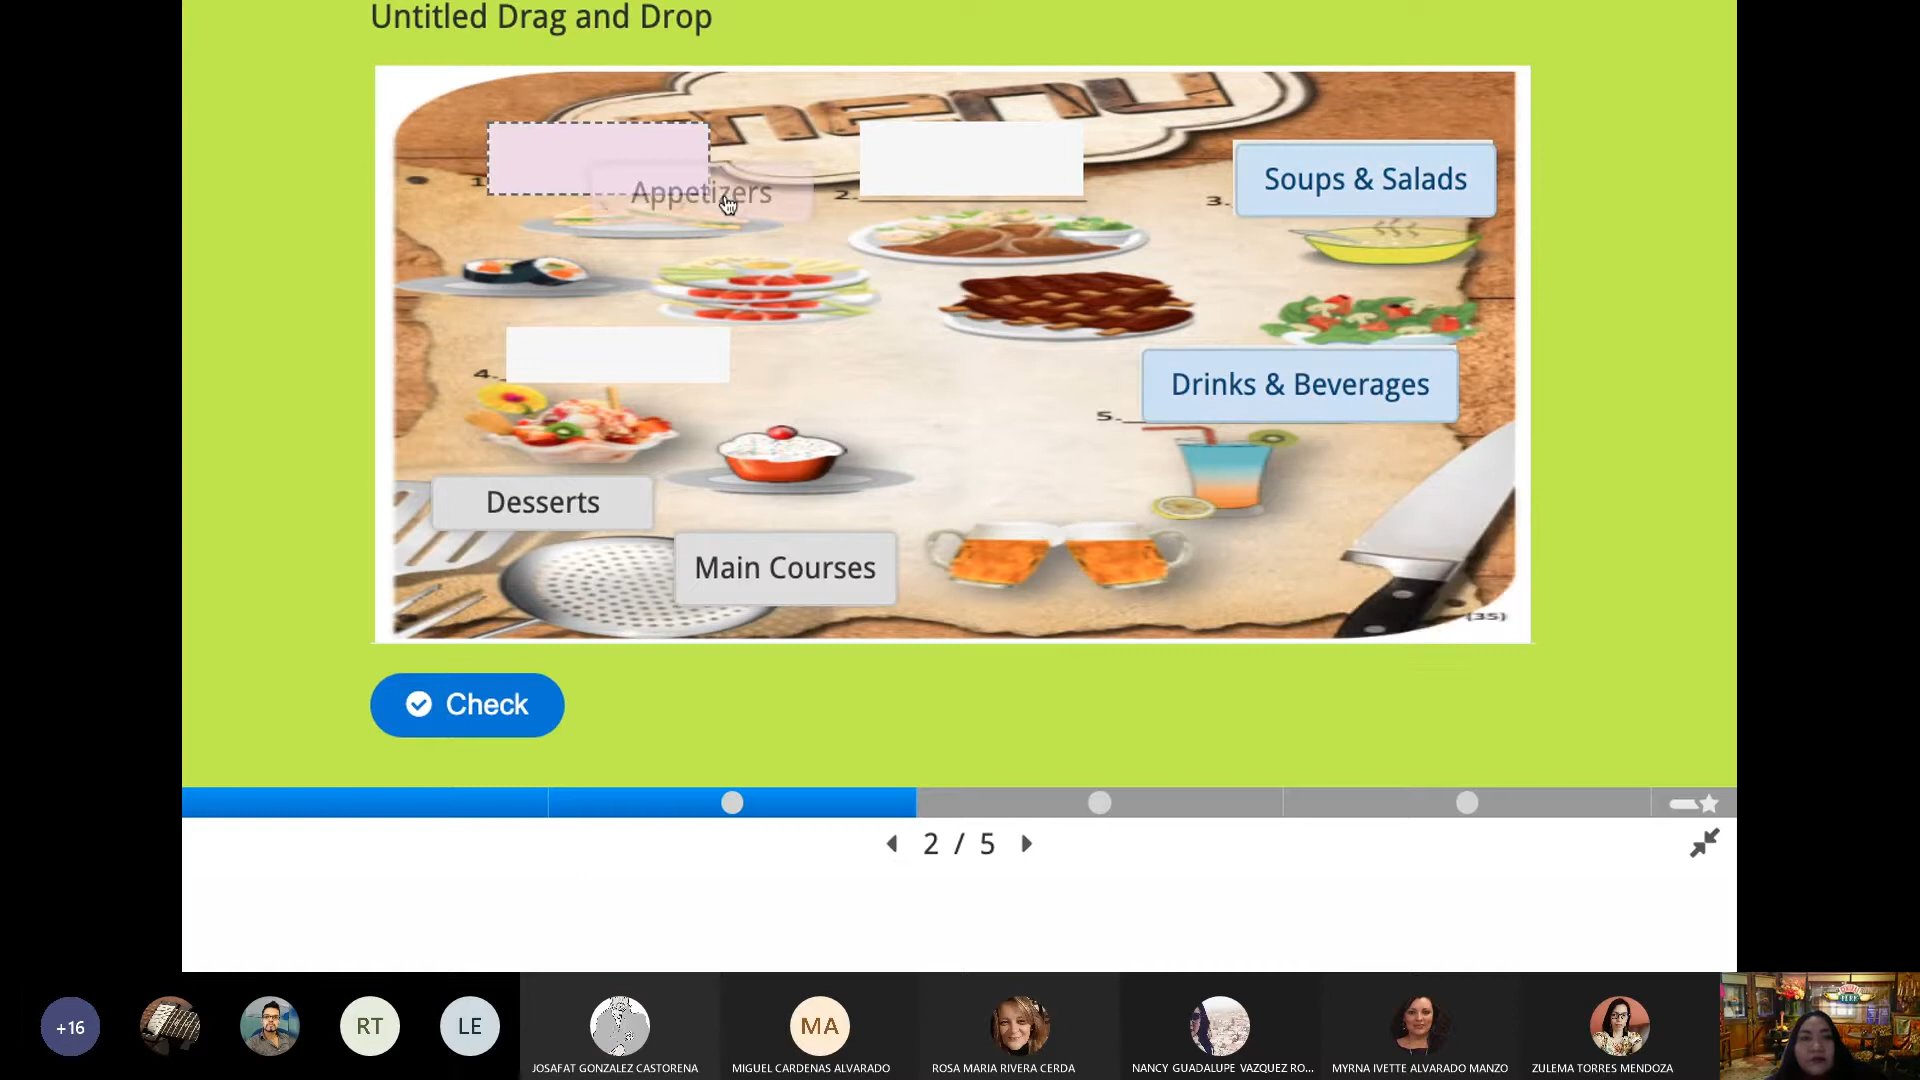 Untitled Drag and Drop
menu
1
Appetizers
2.
3.
Soups & Salads
4.
5.
Drinks & Beverages
Desserts
Main Courses
(35)
Check
2 / 5
+16
RT
LE
MA
JOSAFAT GONZALEZ CASTORENA
MIGUEL CARDENAS ALVARADO
ROSA MARIA RIVERA CERDA
NANCY GUADALUPE VAZQUEZ RO...
MYRNA IVETTE ALVARADO MANZO
ZULEMA TORRES MENDOZA